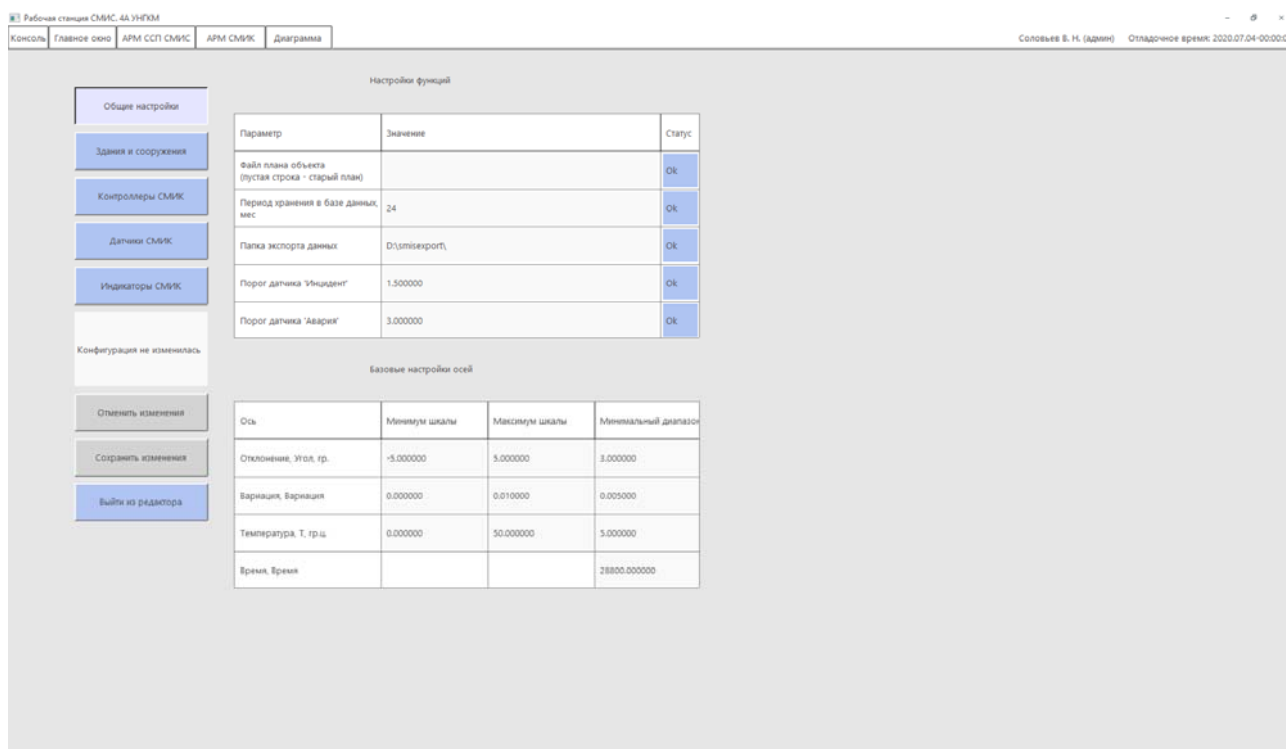 Рабочая станция СМИС. 4А УНГКМ
Консоль Главное окно АРМ ССП СМИС АРМ СМИК Диаграмма Соловьев В. Н. (админ) Отладочное время: 2020.07.04-00:00:0
Настройки функций
Общие настройки
Здания и сооружения
Контроллеры СМИК
Датчики СМИК
Индикаторы СМИК
Конфигурация не изменилась
Отменить изменения
Сохранить изменения
Выйти из редактора
Параметр Значение Статус
Файл плана объекта
(пустая строка - старый план) Ok
Период хранения в базе данных,
мес 24 Ok
Папка экспорта данных D:\smisexport\ Ok
Порог датчика 'Инцидент' 1.500000 Ok
Порог датчика 'Авария' 3.000000 Ok
Базовые настройки осей
Ось Минимум шкалы Максимум шкалы Минимальный диапазон
Отклонение, Угол, гр. -5.000000 5.000000 3.000000
Вариация, Вариация 0.000000 0.010000 0.005000
Температура, Т, гр.ц. 0.000000 50.000000 5.000000
Время, Время 28800.000000